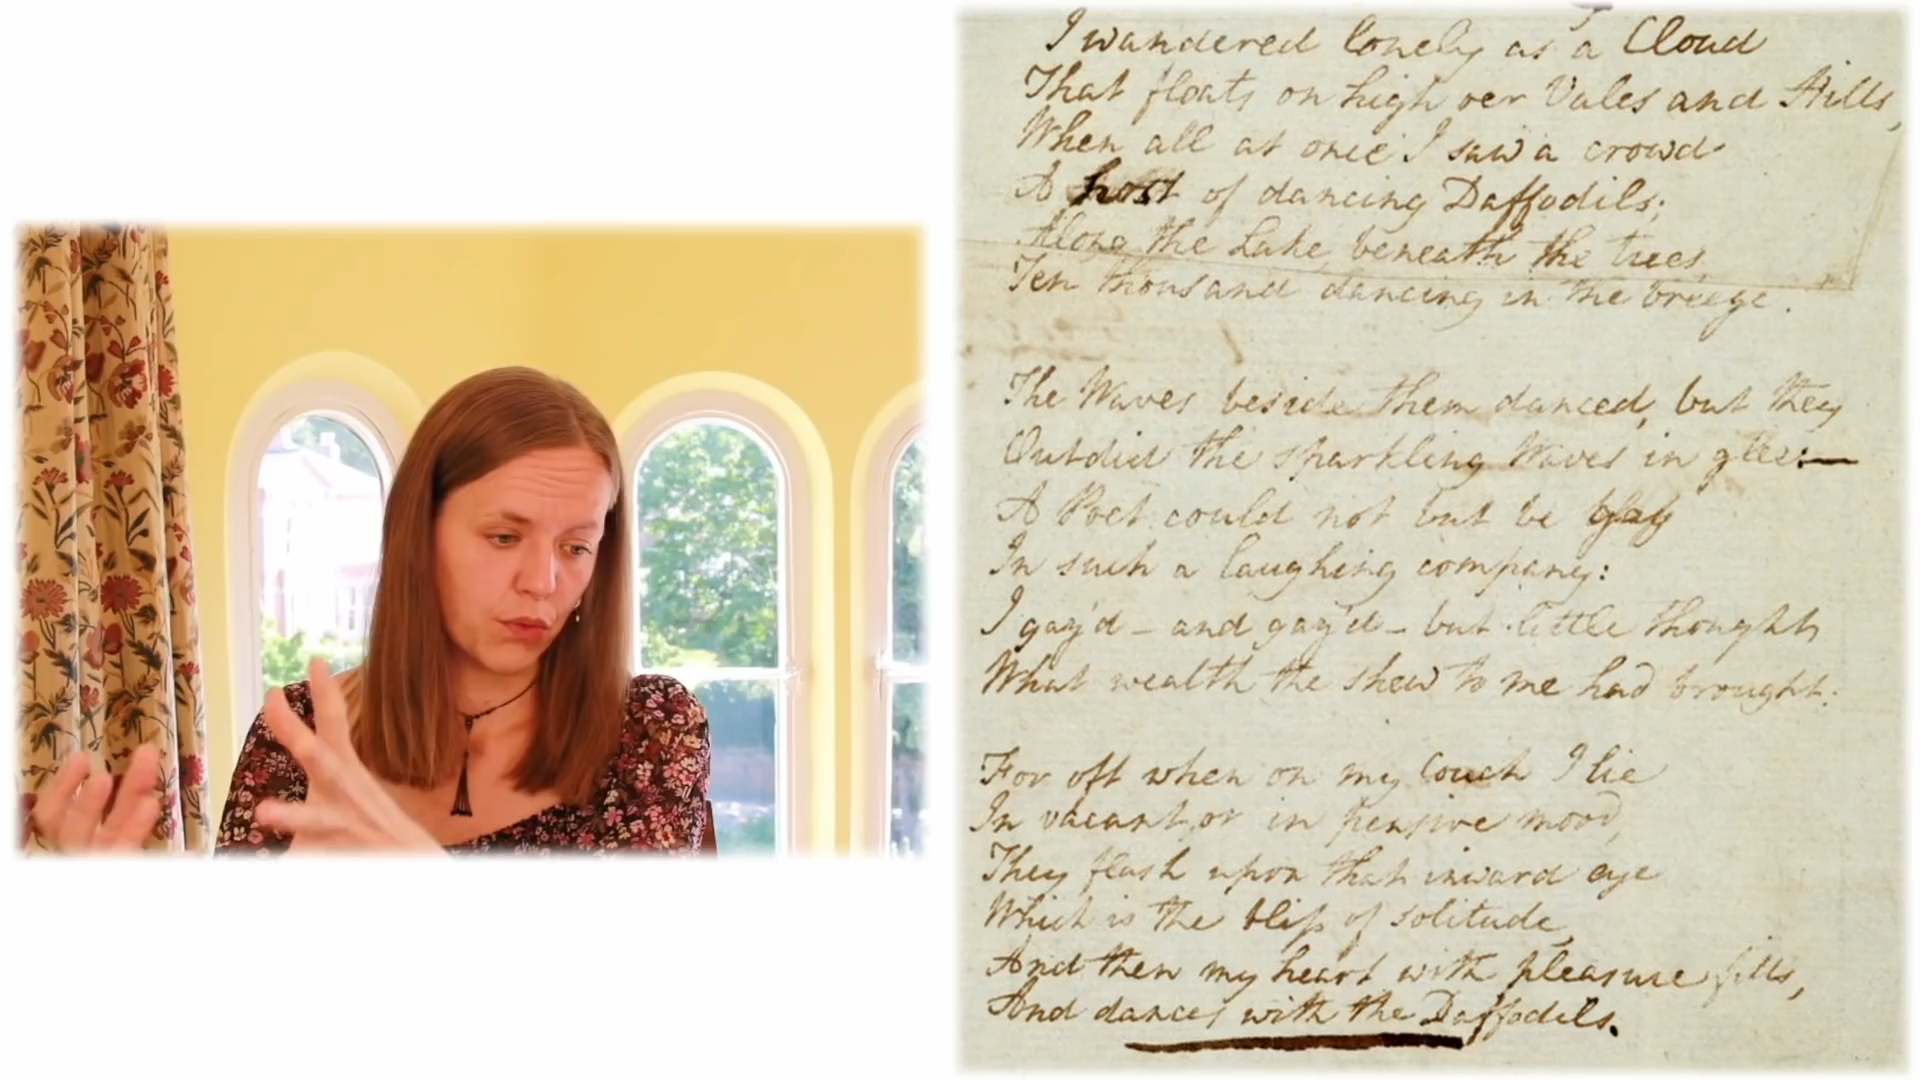 I wandered lonely as a Cloud
That floats on high oer Vales and Hills,
When all at once I saw a crowd
A host of dancing Daffodils;
Along the Lake, beneath the trees,
Ten thousand dancing in the breeze.
The Waves beside them danced, but they
Outdid the sparkling Waves in glee:—
A Poet could not but be gay
In such a laughing company:
I gaz'd – and gaz'd – but little thought
What wealth the shew to me had brought:
For oft when on my Couch I lie
In vacant, or in pensive mood,
They flash upon that inward eye
Which is the bliss of solitude,
And then my heart with pleasure fills,
And dances with the Daffodils.